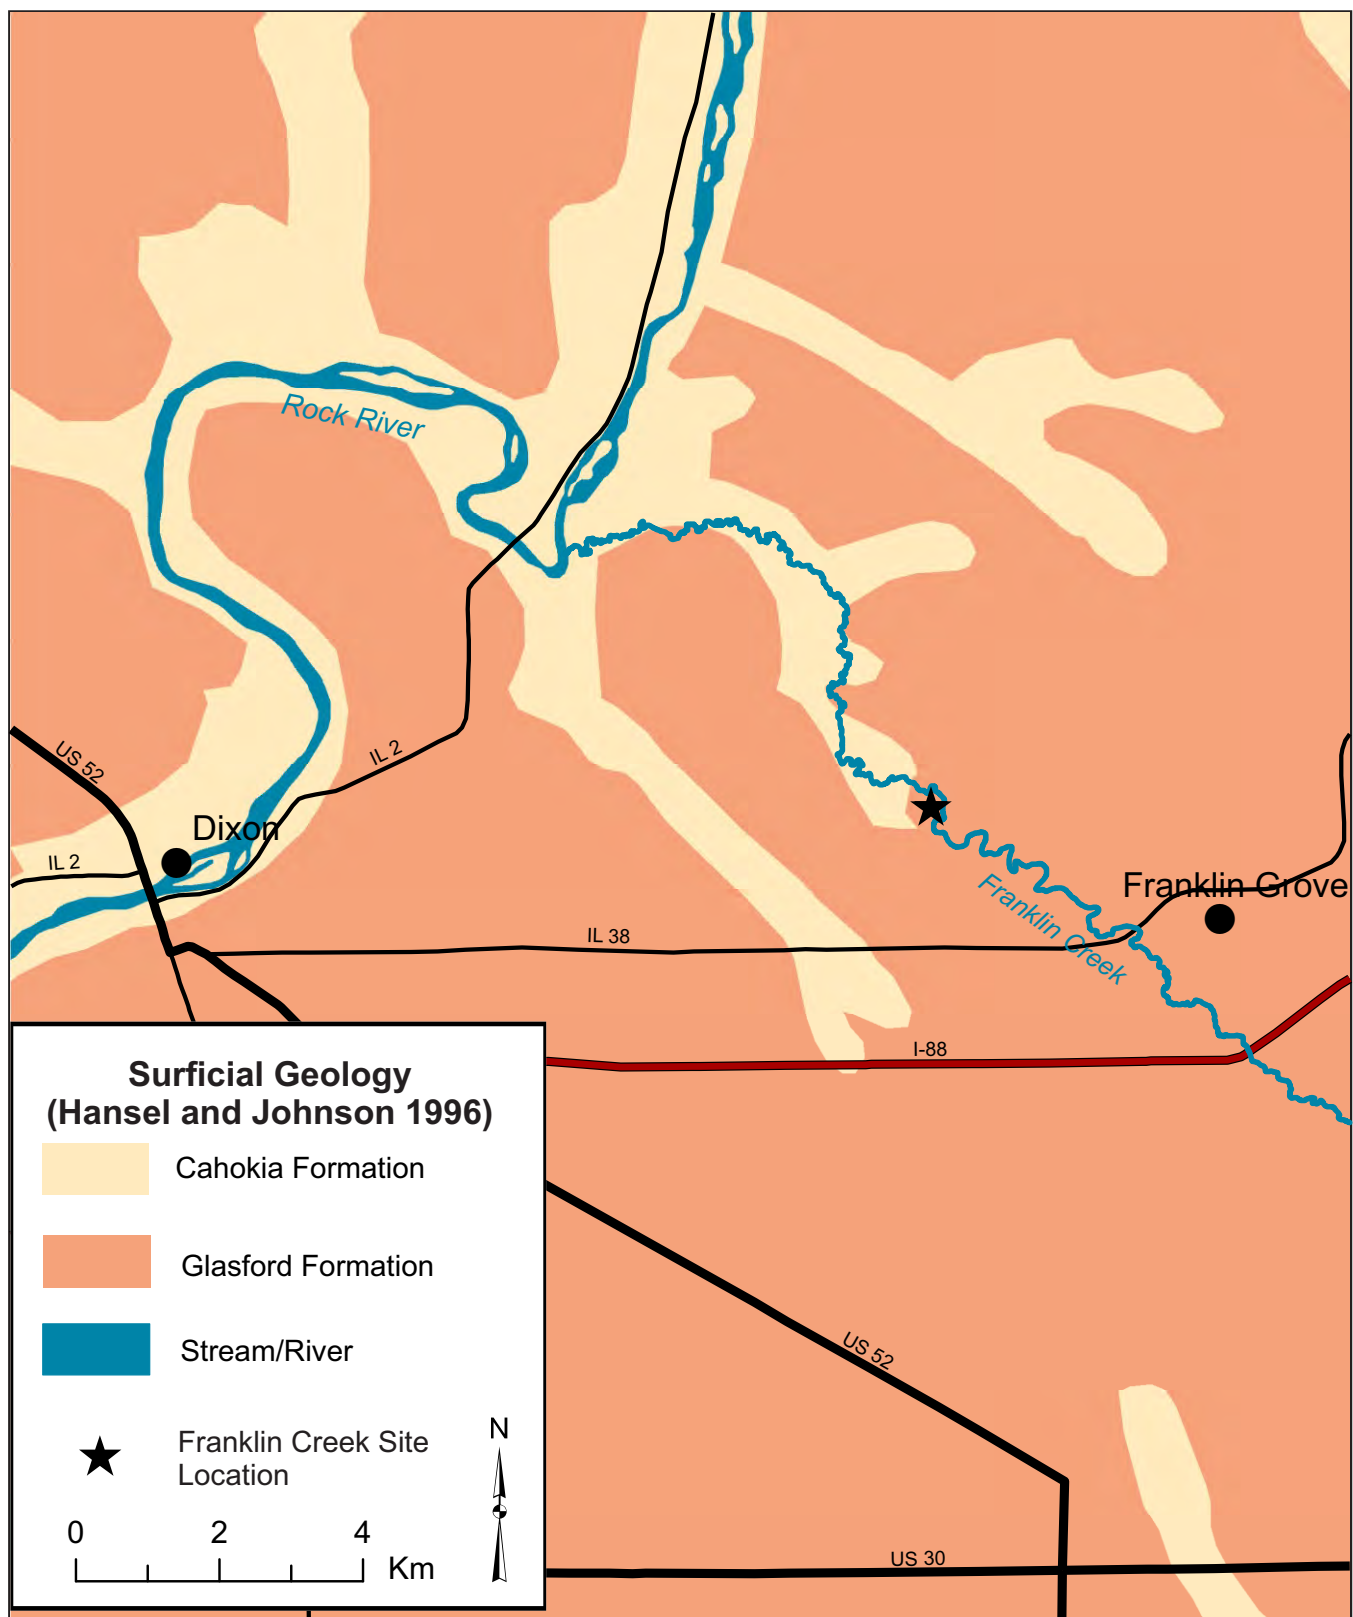 Rock River
US 52
IL 2
Dixon
IL 2
Franklin Grove
Franklin Creek
IL 38
I-88
Surficial Geology
(Hansel and Johnson 1996)
Cahokia Formation
Glasford Formation
Stream/River
Franklin Creek Site
Location
N
0 2 4
Km
US 52
US 30